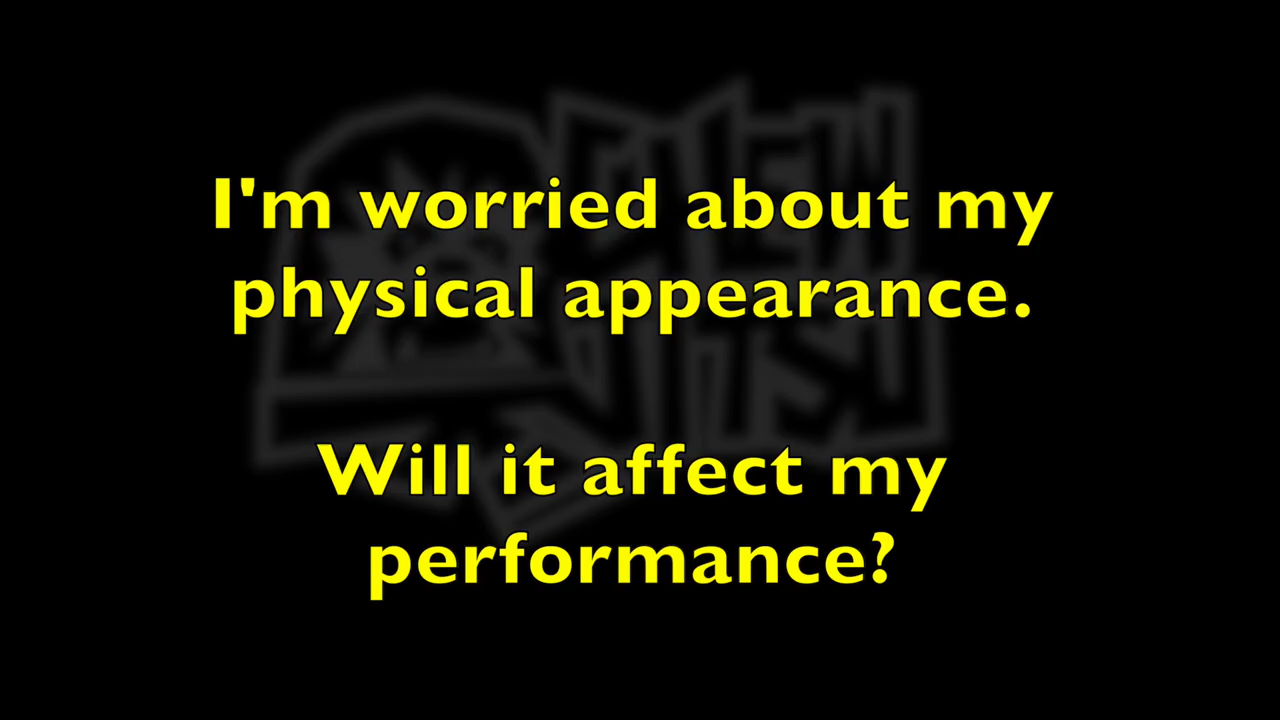 I'm worried about my
physical appearance.
Will it affect my
performance?